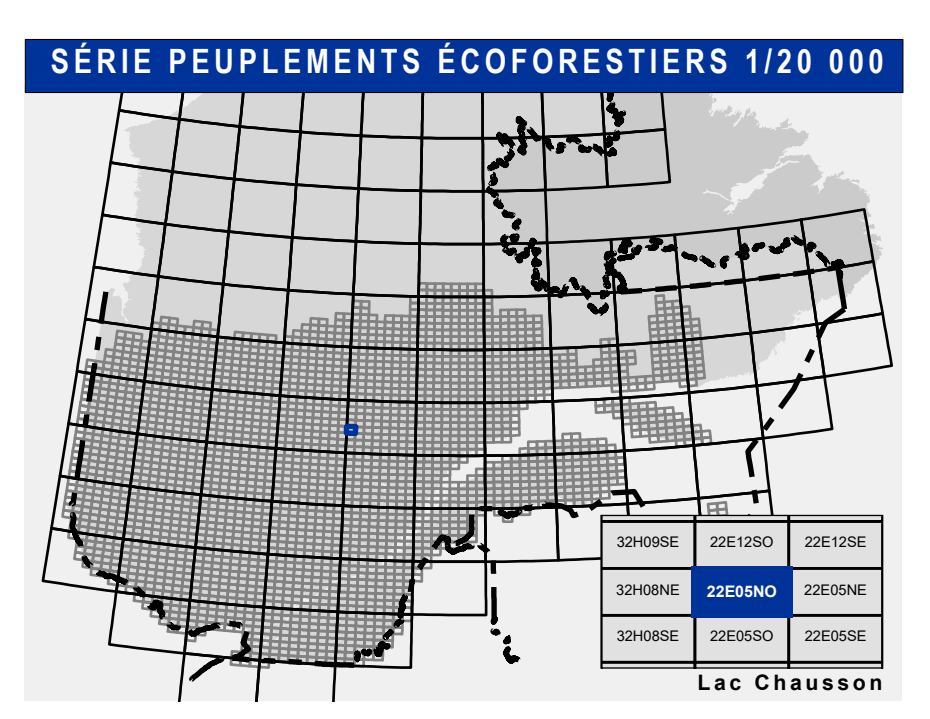 SÉRIE PEUPLEMENTS ÉCOFORESTIERS 1/20 000
32H09SE 22E12SO 22E12SE
32H08NE 22E05NO 22E05NE
32H08SE 22E05SO 22E05SE
Lac Chausson